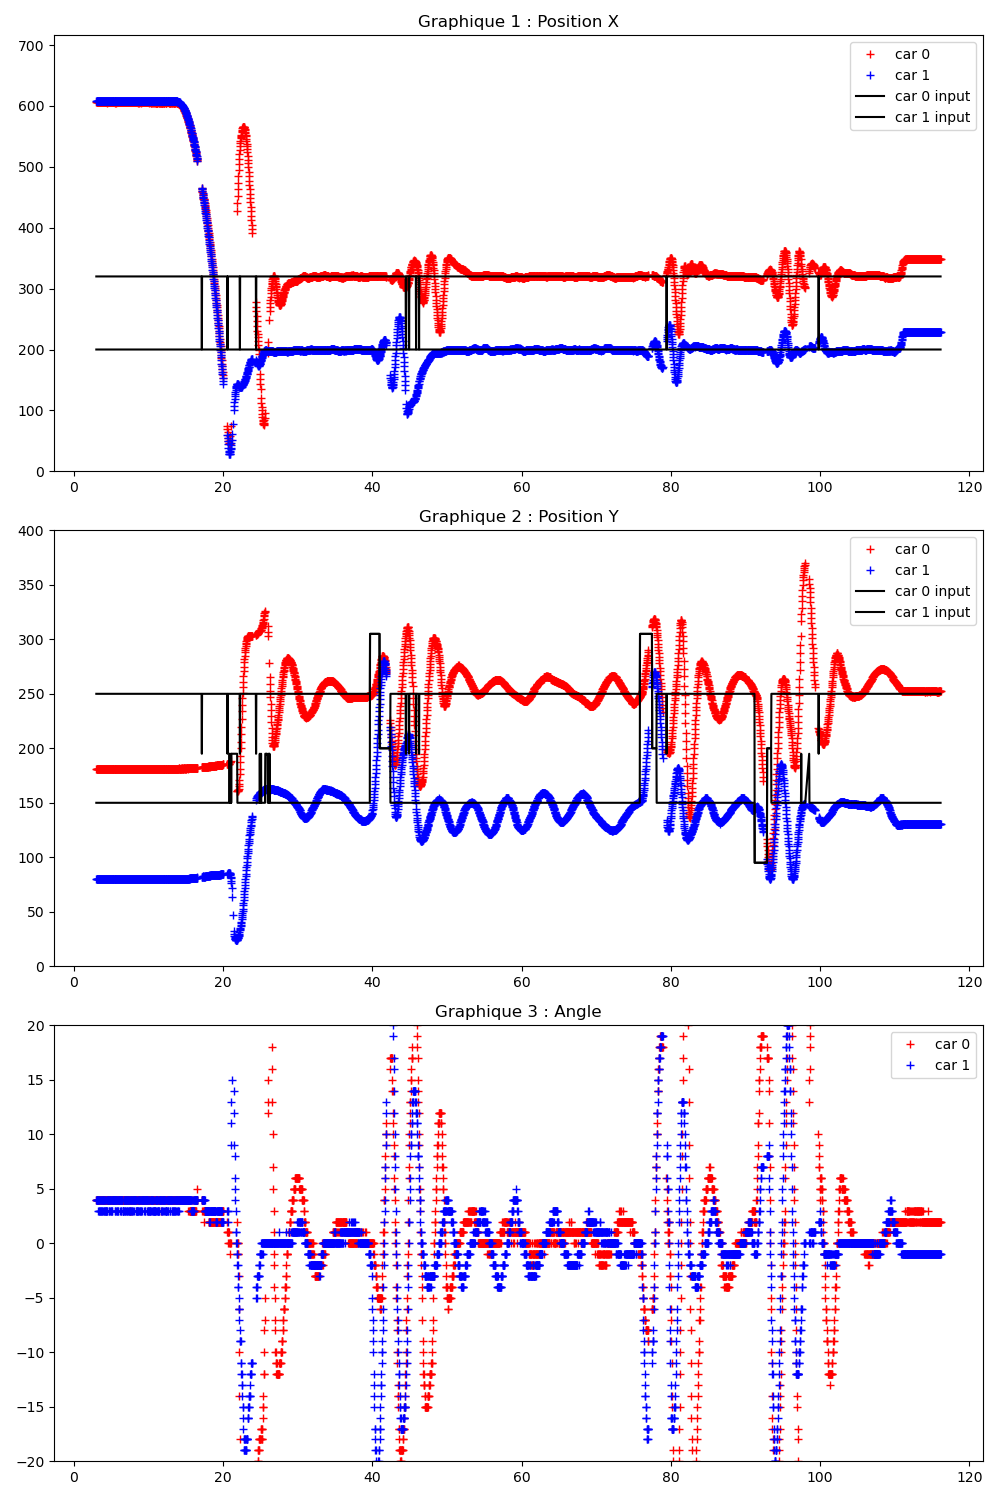 Graphique 1 : Position X
700
600
500
400
300
200
100
0
car 0
car 1
car 0 input
car 1 input
0 20 40 60 80 100 120
Graphique 2 : Position Y
400
350
300
250
200
150
100
50
0
car 0
car 1
car 0 input
car 1 input
0 20 40 60 80 100 120
Graphique 3 : Angle
20
15
10
5
0
−5
−10
−15
−20
car 0
car 1
0 20 40 60 80 100 120